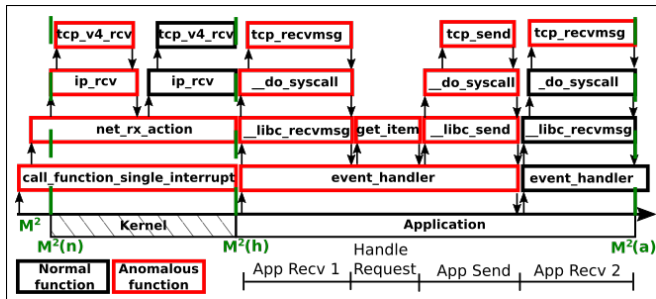 tcp_v4_rcv tcp_v4_rcv tcp_recvmsg tcp_send tcp_recvmsg
ip_rcv ip_rcv __do_syscall __do_syscall _do_syscall
net_rx_action __libc_recvmsg get_item __libc_send __libc_recvmsg
call_function_single_interrupt event_handler event_handler
M² Kernel Application
M²(n) M²(h) Handle M²(a)
Normal function Anomalous function App Recv 1 Request App Send App Recv 2